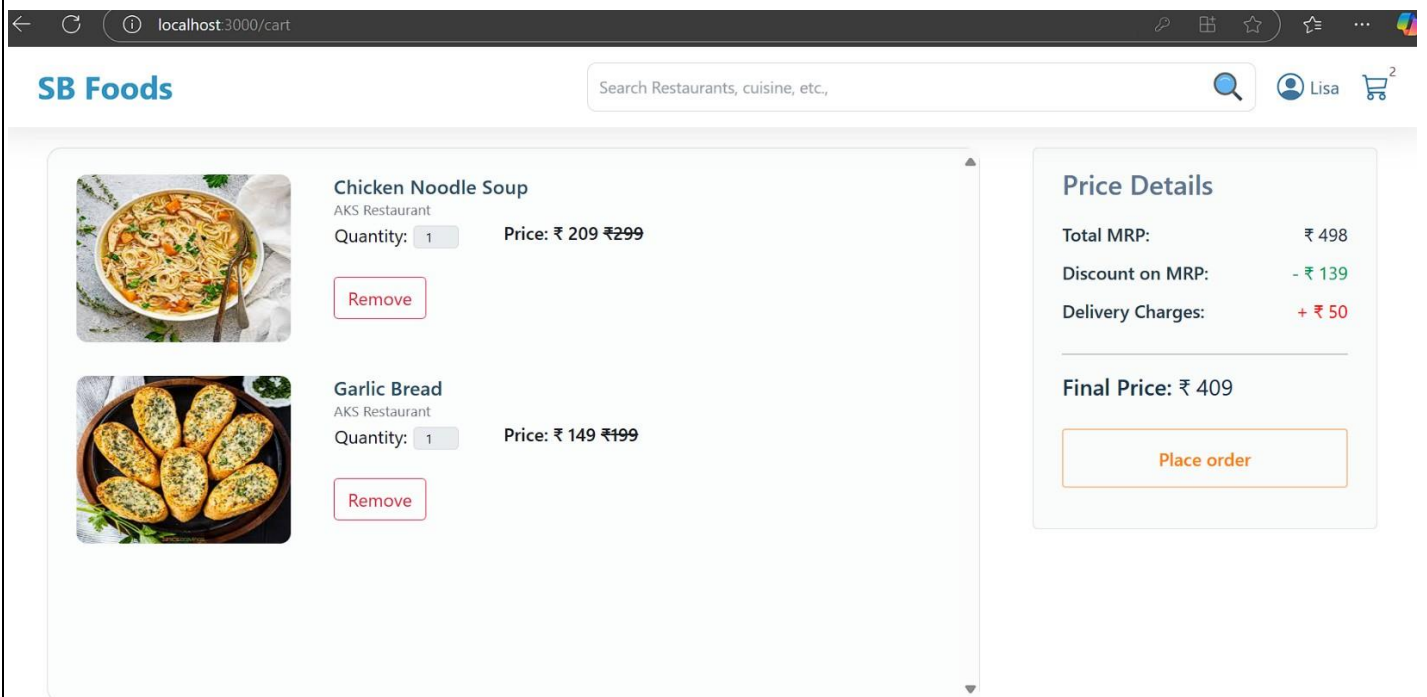 localhost:3000/cart
SB Foods
Search Restaurants, cuisine, etc.,
Lisa
2
Chicken Noodle Soup
AKS Restaurant
Quantity: 1
Price: ₹ 209 ₹299
Remove
Garlic Bread
AKS Restaurant
Quantity: 1
Price: ₹ 149 ₹199
Remove
Price Details
Total MRP: ₹ 498
Discount on MRP: - ₹ 139
Delivery Charges: + ₹ 50
Final Price: ₹ 409
Place order